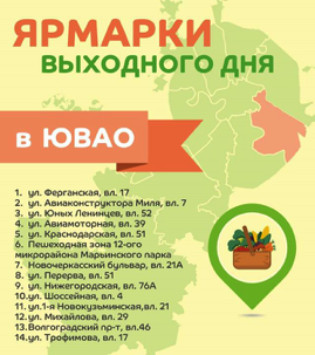 ЯРМАРКИ
ВЫХОДНОГО ДНЯ
в ЮВАО
1. ул. Ферганская, вл. 17
2. ул. Авиаконструктора Миля, вл. 7
3. ул. Юных Ленинцев, вл. 52
4. ул. Авиамоторная, вл. 39
5. ул. Краснодарская, вл. 51
6. Пешеходная зона 12-ого
микрорайона Марьинского парка
7. Новочеркасский бульвар, вл. 21А
8. ул. Перерва, вл. 51
9. ул. Нижегородская, вл. 76А
10.ул. Шоссейная, вл. 4
11.ул.1-я Новокузьминская,вл. 21
12.ул. Михайлова, вл. 29
13.Волгоградский пр-т, вл.46
14.ул. Трофимова, вл. 17